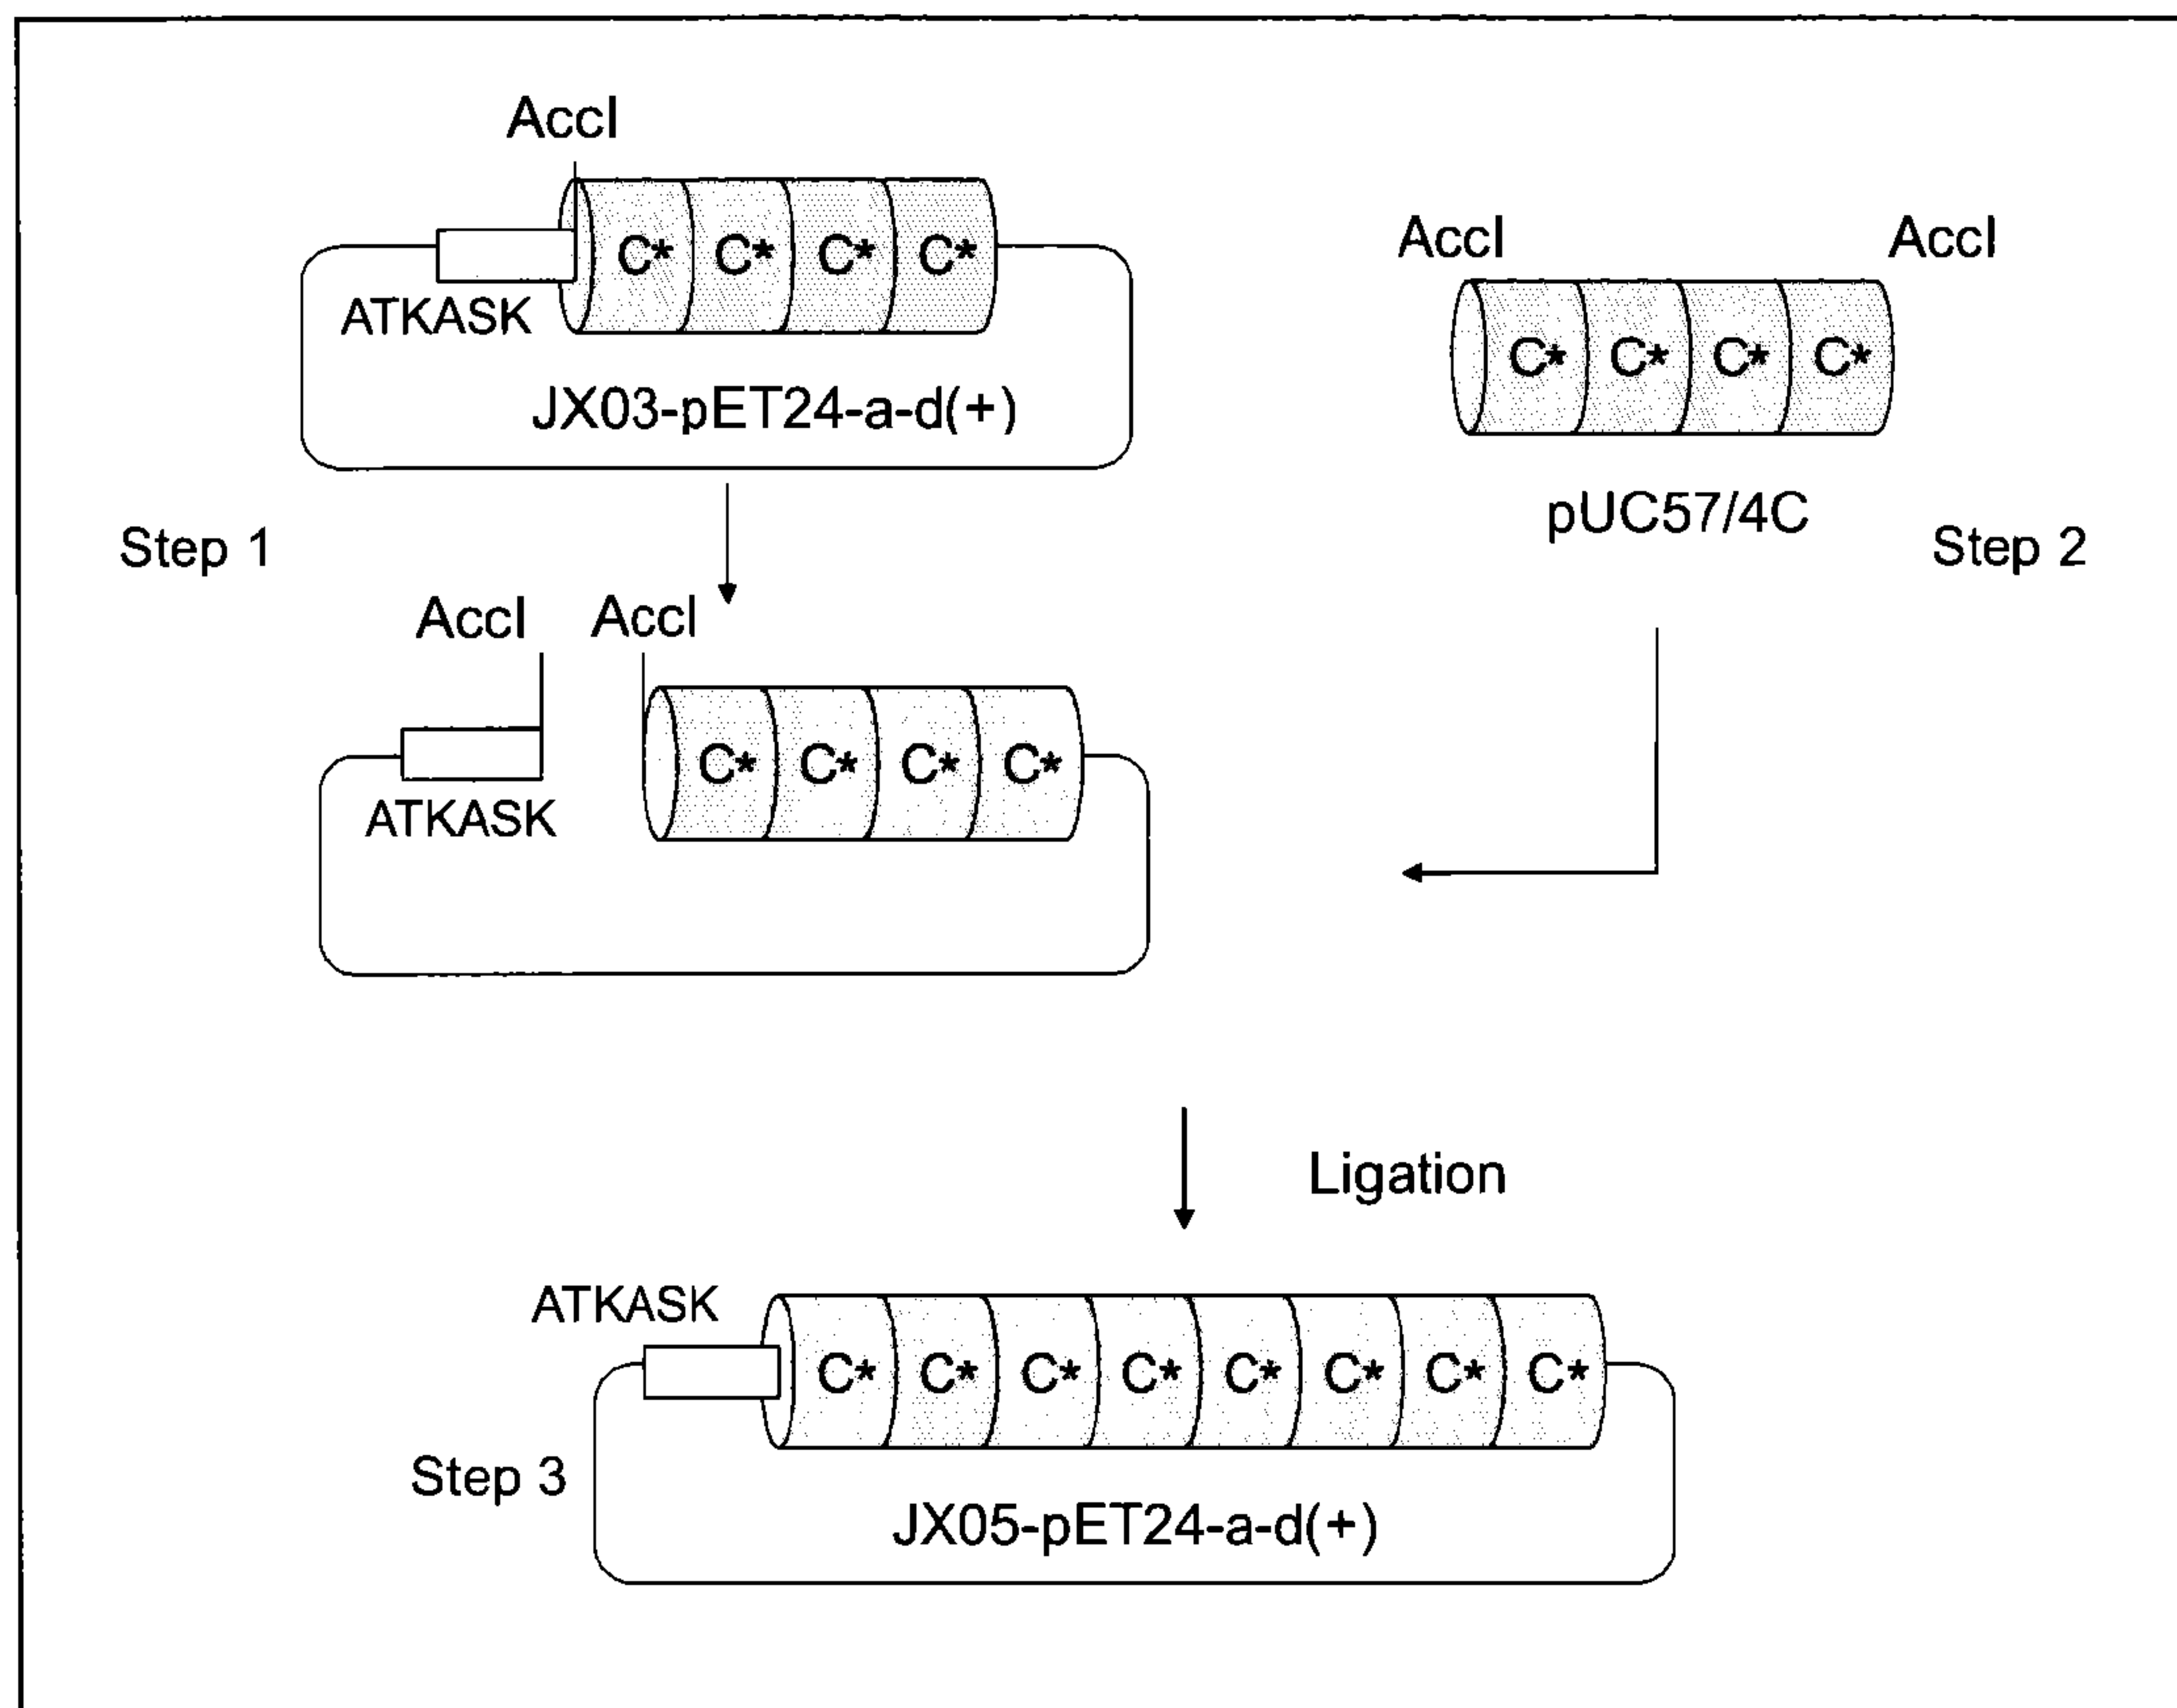 AccI
C* C* C* C*
ATKASK
JX03-pET24-a-d(+)
AccI AccI
C* C* C* C*
pUC57/4C
Step 1
Step 2
AccI AccI
C* C* C* C*
ATKASK
Ligation
ATKASK
C* C* C* C* C* C* C* C*
Step 3
JX05-pET24-a-d(+)